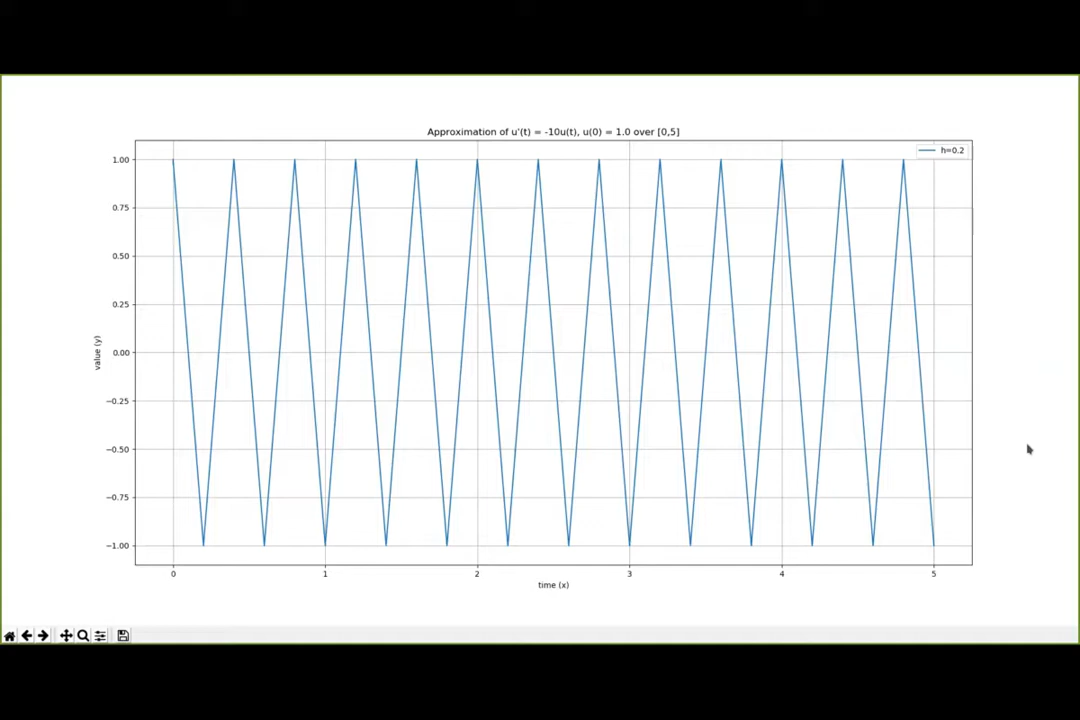 Approximation of u'(t) = -10u(t), u(0) = 1.0 over [0,5]
h=0.2
1.00
0.75
0.50
0.25
0.00
−0.25
−0.50
−0.75
−1.00
value (y)
0 1 2 3 4 5
time (x)